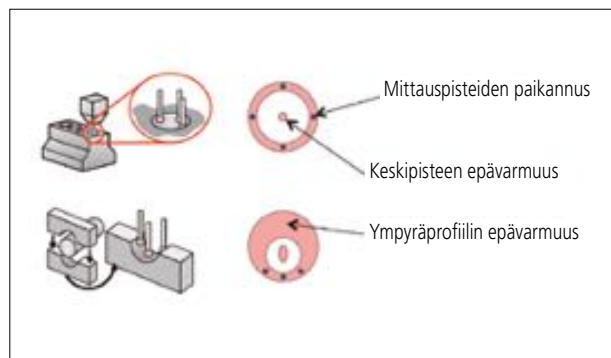 Mittauspisteiden paikannus
Keskipisteen epävarmuus
Ympyräprofiilin epävarmuus